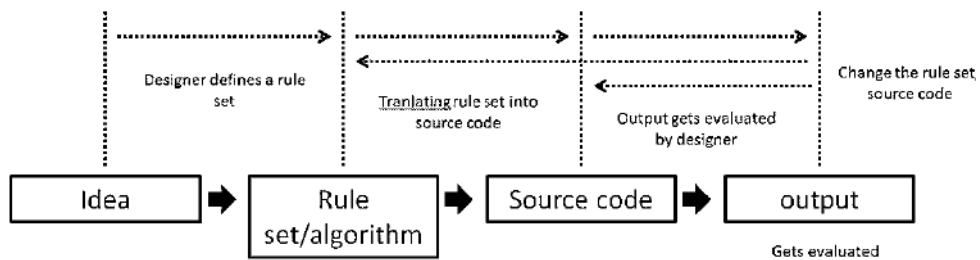 Designer defines a rule
set
Tranlating rule set into
source code
Output gets evaluated
by designer
Change the rule set,
source code
Idea
Rule
set/algorithm
Source code
output
Gets evaluated